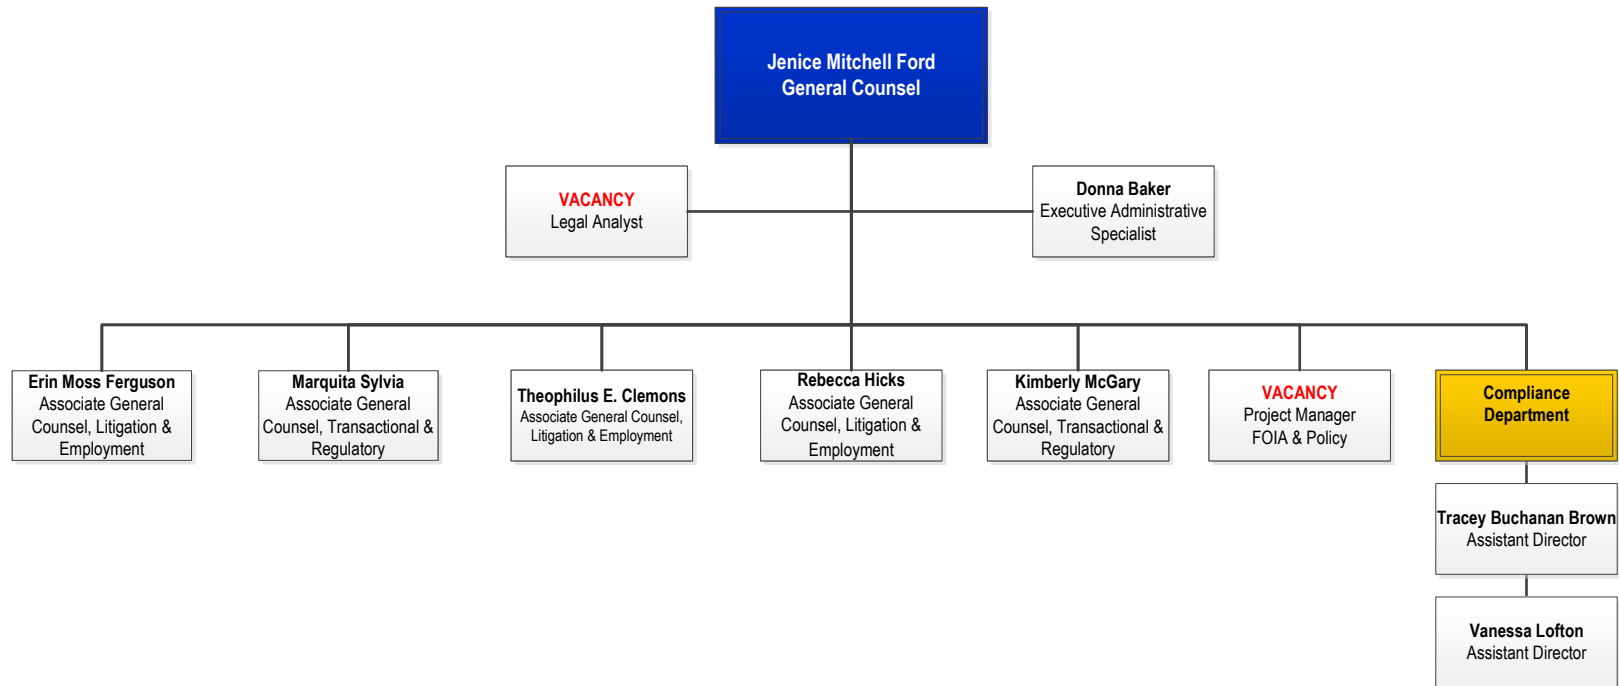 Jenice Mitchell Ford
General Counsel
VACANCY
Legal Analyst
Donna Baker
Executive Administrative
Specialist
Erin Moss Ferguson
Associate General
Counsel, Litigation &
Employment
Marquita Sylvia
Associate General
Counsel, Transactional &
Regulatory
Theophilus E. Clemons
Associate General Counsel,
Litigation & Employment
Rebecca Hicks
Associate General
Counsel, Litigation &
Employment
Kimberly McGary
Associate General
Counsel, Transactional &
Regulatory
VACANCY
Project Manager
FOIA & Policy
Compliance
Department
Tracey Buchanan Brown
Assistant Director
Vanessa Lofton
Assistant Director